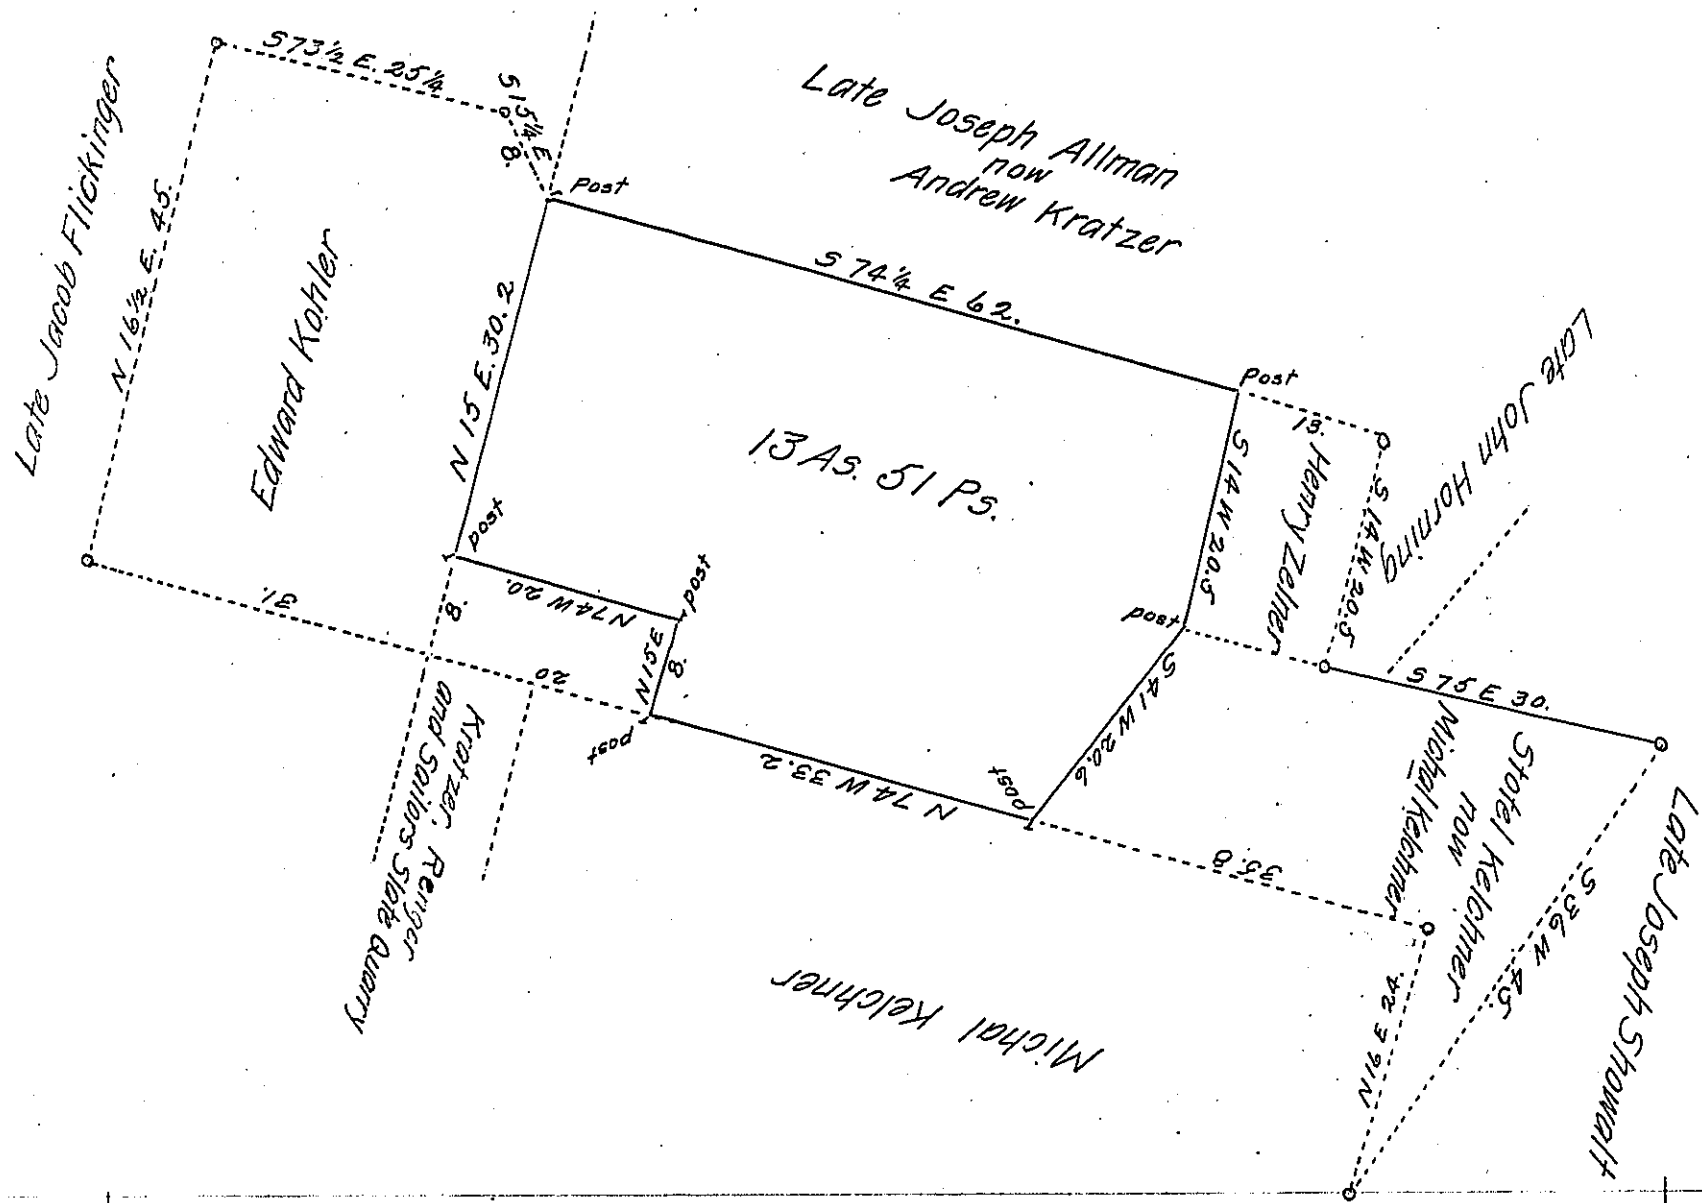 Late Jacob Flickinger
N 16½ E. 45.
S 73½ E. 25¼
S 15¼ E
8.
Edward Kohler
Late Joseph Allman
now
Andrew Kratzer
Post
S 74¼ E 62.
N 15 E. 30.2
13 As. 51 Ps.
Post
13.
Henry Zellner
S 14 W 20.5
S 14 W 20.5
Late John Horning
post
N 74 W 20.
post
N 15 E
8.
8.
31.
20
post
Kratzer, Renger
and Sailors Slate Quarry
N 74 W 33.2
post
S 41 W 20.6
post
S 75 E 30.
Stofel Kelchner
now
Michal Kelchner
35.8
N 16 E 24.
S 36 W 45.
Late Joseph Showalt
Michal Kelchner